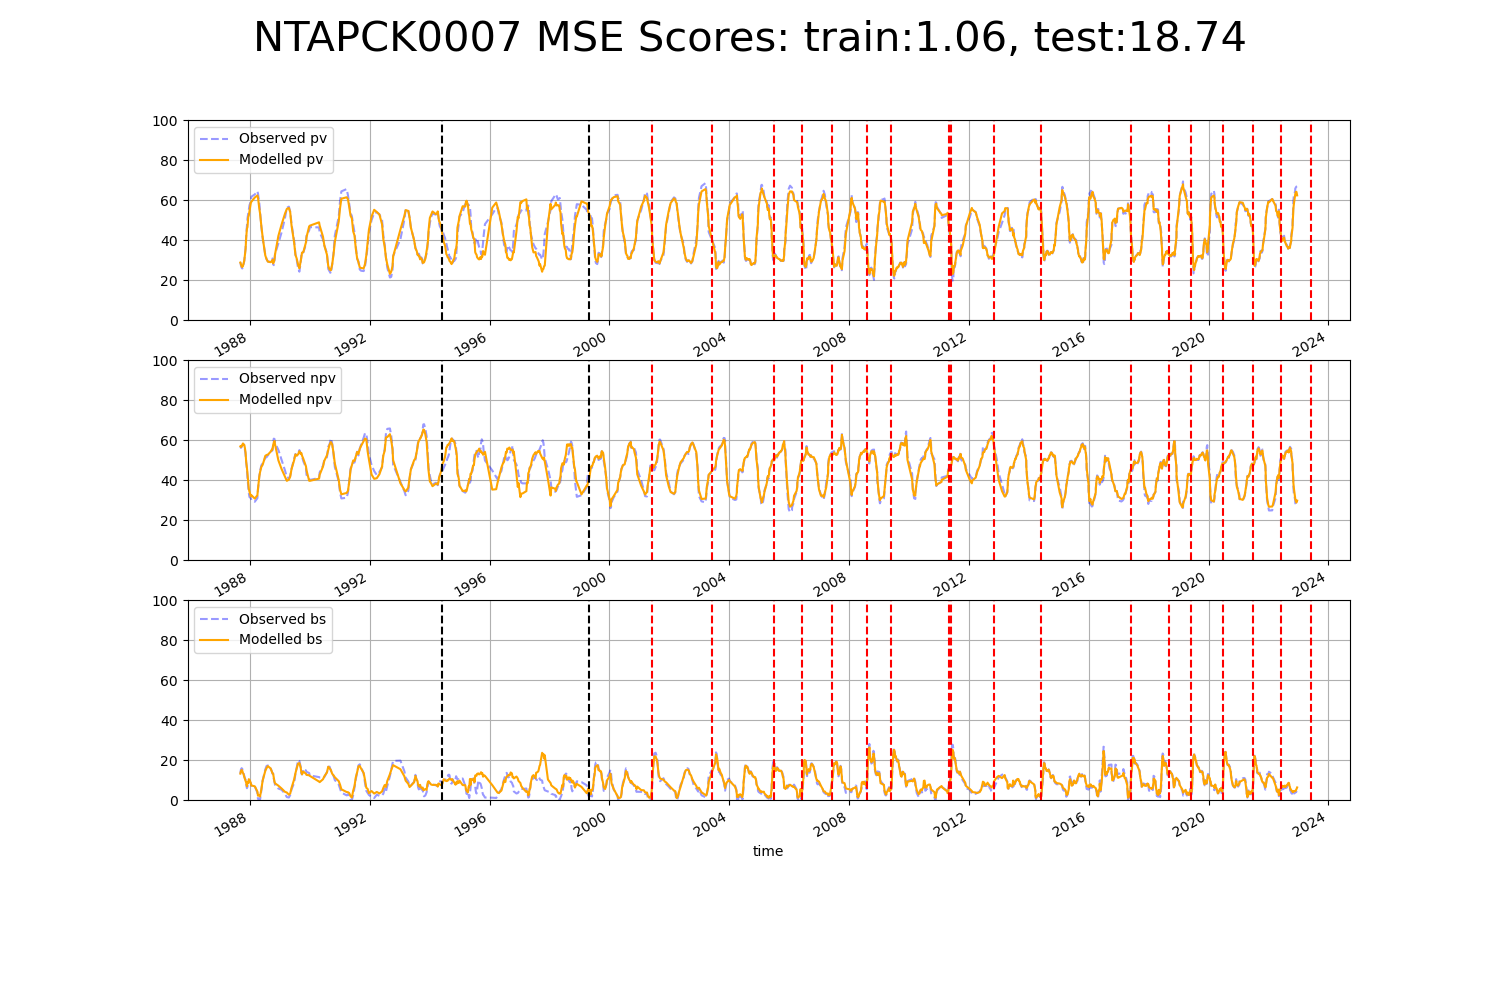 NTAPCK0007 MSE Scores: train:1.06, test:18.74
100
80
60
40
20
0
Observed pv
Modelled pv
1988 1992 1996 2000 2004 2008 2012 2016 2020 2024
100
80
60
40
20
0
Observed npv
Modelled npv
1988 1992 1996 2000 2004 2008 2012 2016 2020 2024
100
80
60
40
20
0
Observed bs
Modelled bs
1988 1992 1996 2000 2004 2008 2012 2016 2020 2024
time